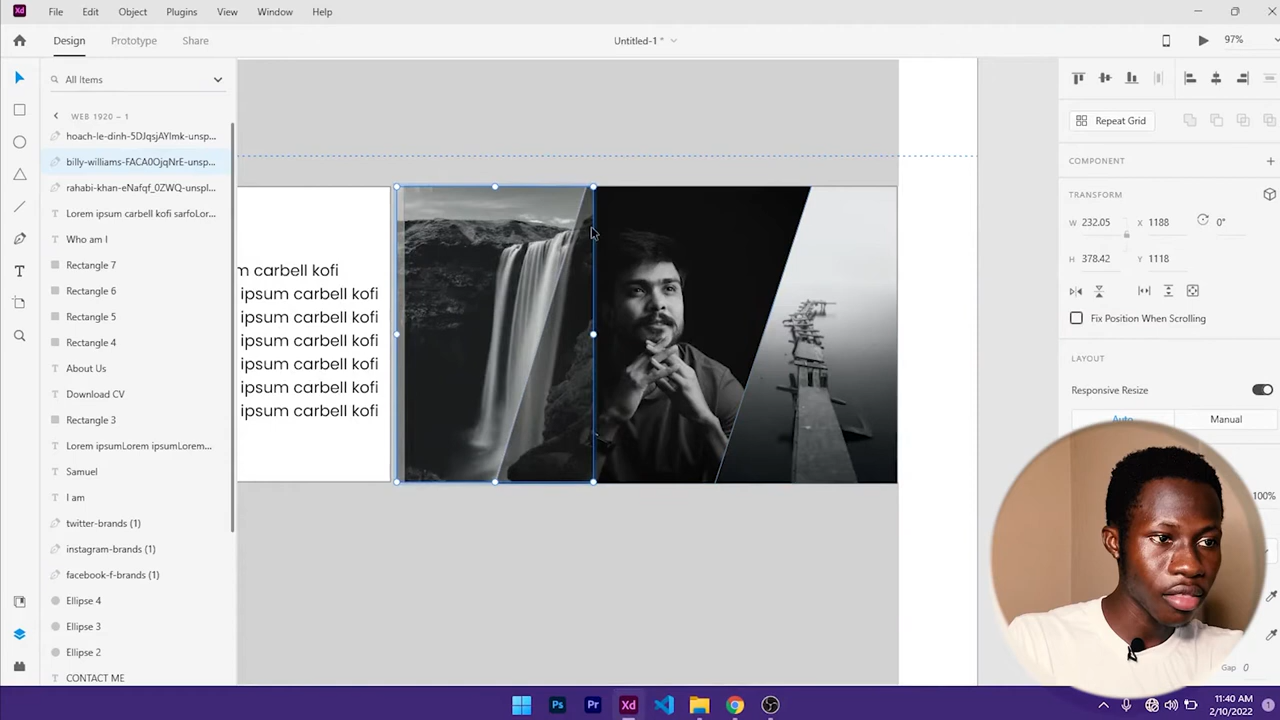 Xd File Edit Object Plugins View Window Help
Design Prototype Share Untitled-1 * 97%
All Items
WEB 1920 – 1
hoach-le-dinh-5DJqsjAYlmk-unsp...
billy-williams-FACA0OjqNrE-unsp...
rahabi-khan-eNafqf_0ZWQ-unspl...
Lorem ipsum carbell kofi sarfoLor...
Who am I
Rectangle 7
Rectangle 6
Rectangle 5
Rectangle 4
About Us
Download CV
Rectangle 3
Lorem ipsumLorem ipsumLorem...
Samuel
I am
twitter-brands (1)
instagram-brands (1)
facebook-f-brands (1)
Ellipse 4
Ellipse 3
Ellipse 2
CONTACT ME
m carbell kofi
ipsum carbell kofi
ipsum carbell kofi
ipsum carbell kofi
ipsum carbell kofi
ipsum carbell kofi
ipsum carbell kofi
Repeat Grid
COMPONENT
TRANSFORM
W 232.05 X 1188 0°
H 378.42 Y 1118
Fix Position When Scrolling
LAYOUT
Responsive Resize
Auto Manual
100%
Gap 0
Ps Pr Xd
11:40 AM
2/10/2022